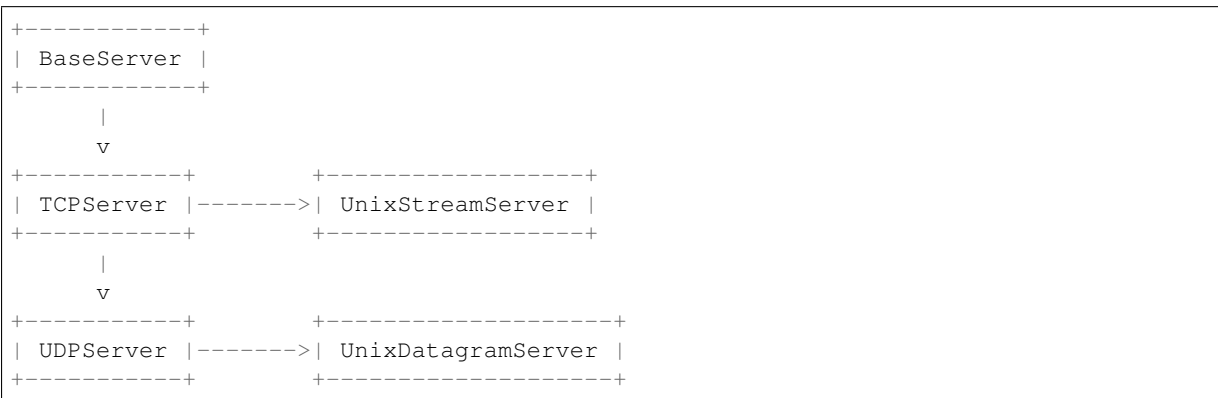 +------------+
| BaseServer |
+------------+
      |
      v
+-----------+        +------------------+
| TCPServer |------->| UnixStreamServer |
+-----------+        +------------------+
      |
      v
+-----------+        +--------------------+
| UDPServer |------->| UnixDatagramServer |
+-----------+        +--------------------+